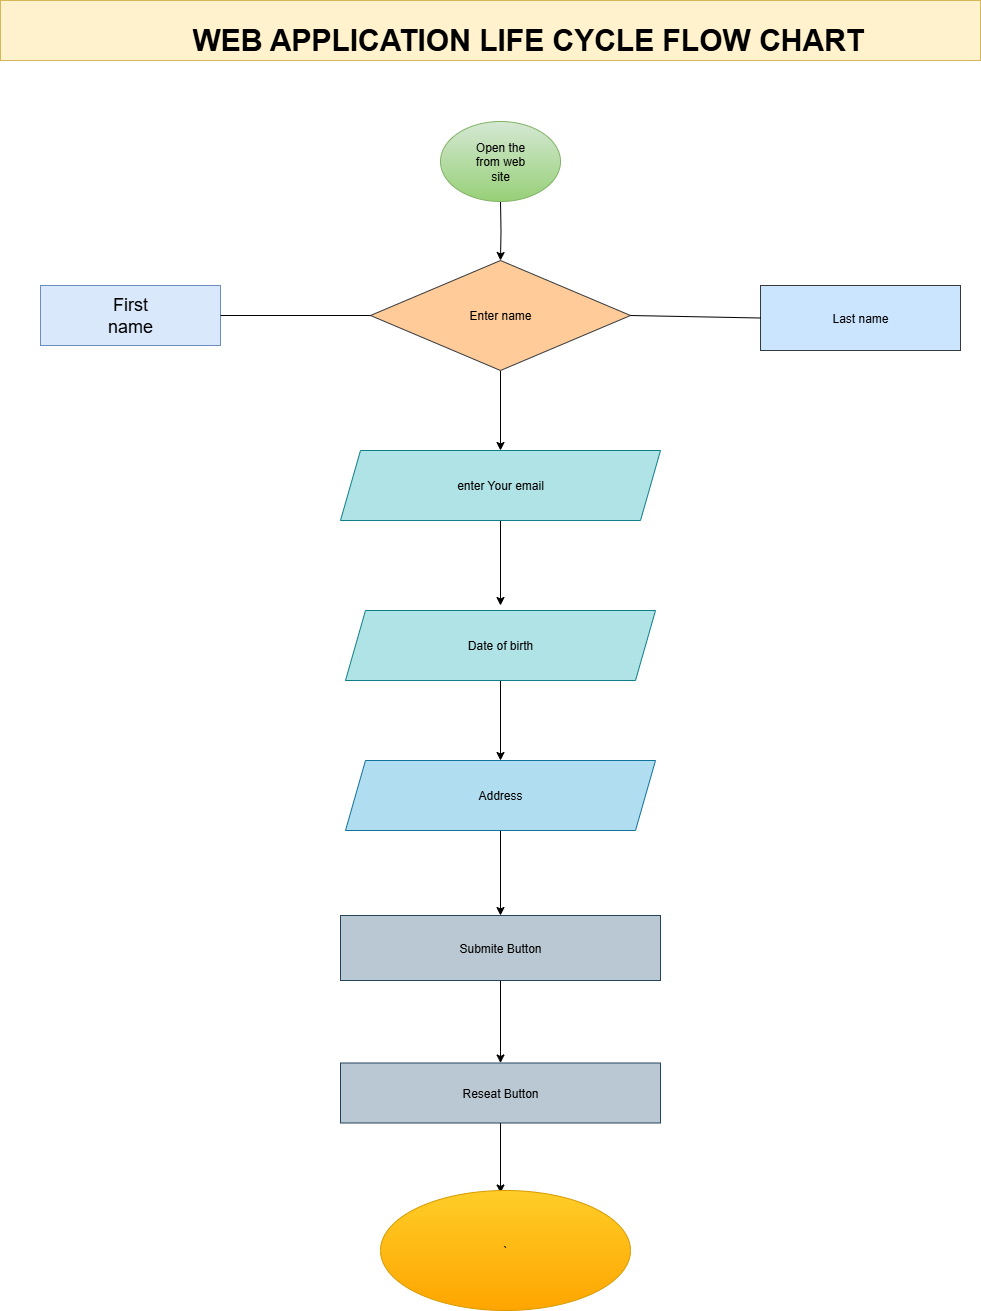 WEB APPLICATION LIFE CYCLE FLOW CHART
Open the
from web
site
First
name
Enter name
Last name
enter Your email
Date of birth
Address
Submite Button
Reseat Button
`